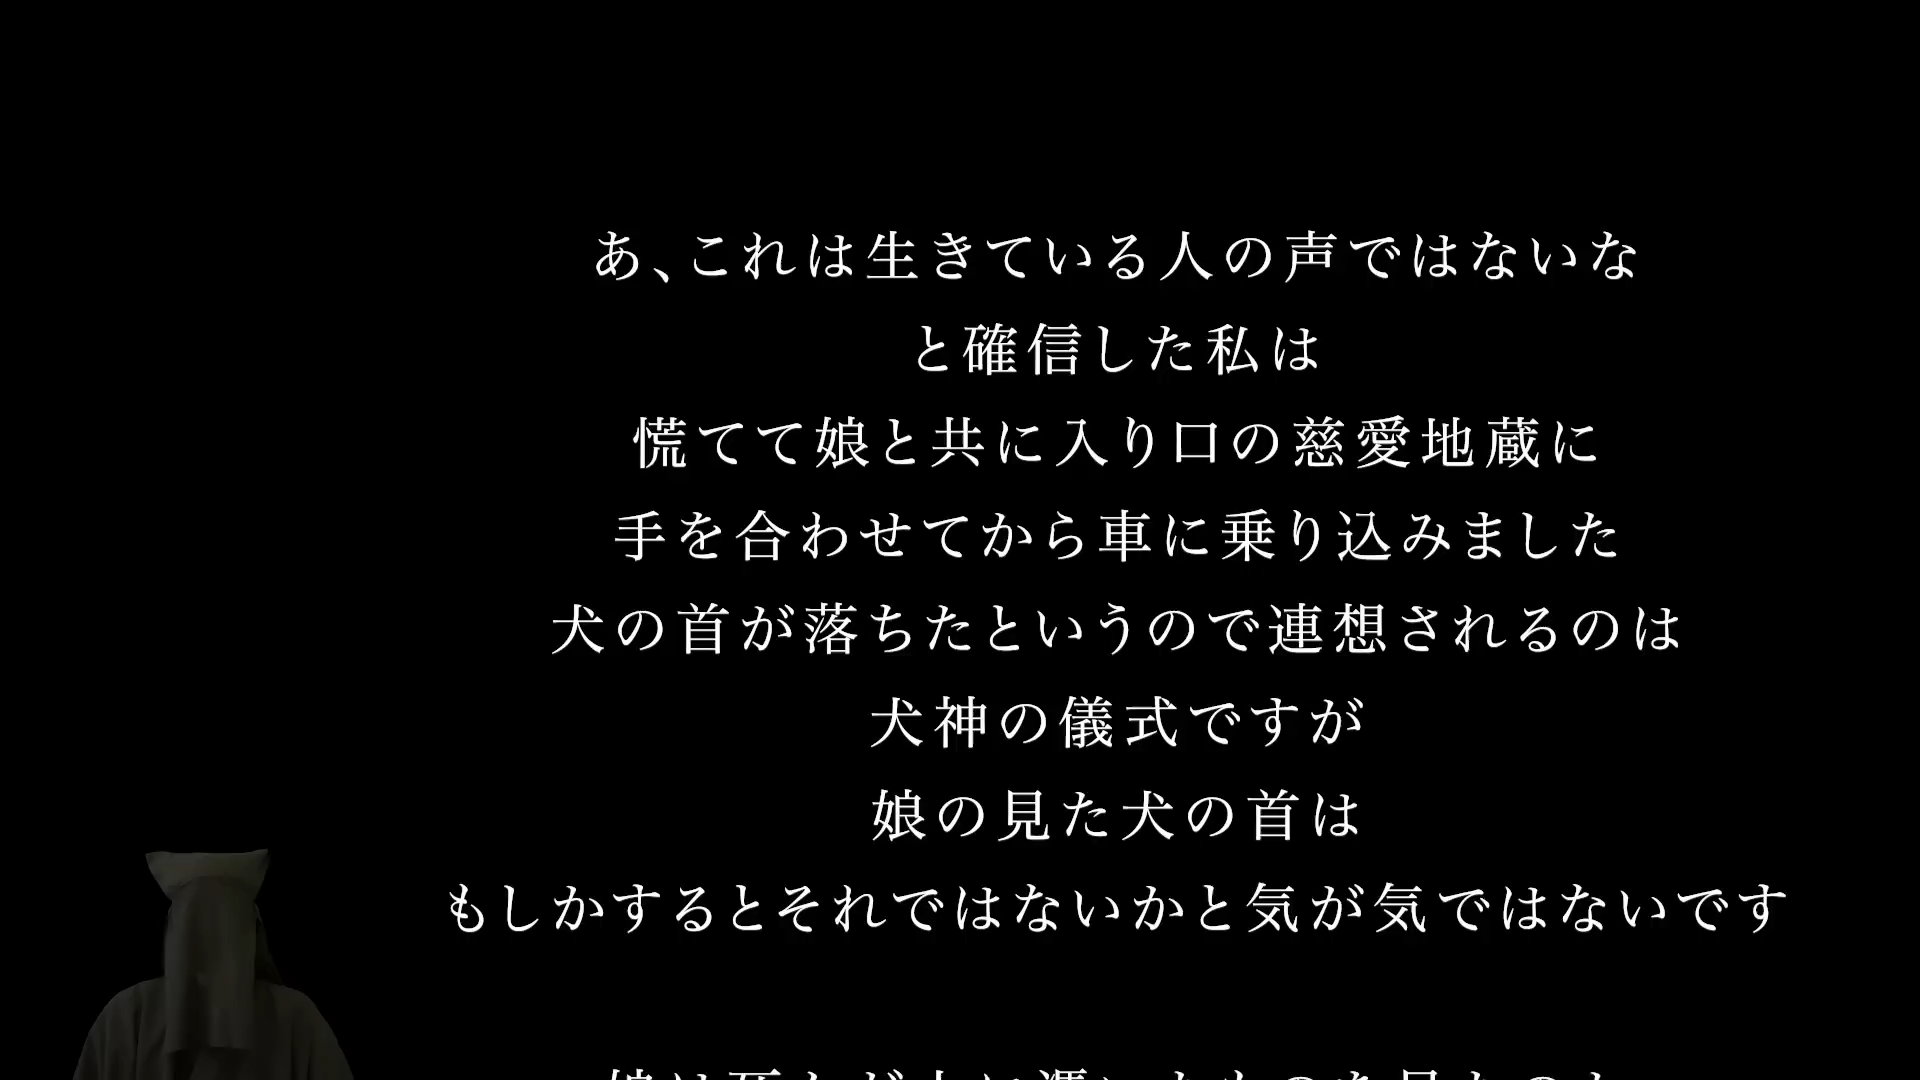 あ、これは生きている人の声ではないな
と確信した私は
慌てて娘と共に入り口の慈愛地蔵に
手を合わせてから車に乗り込みました
犬の首が落ちたというので連想されるのは
犬神の儀式ですが
娘の見た犬の首は
もしかするとそれではないかと気が気ではないです